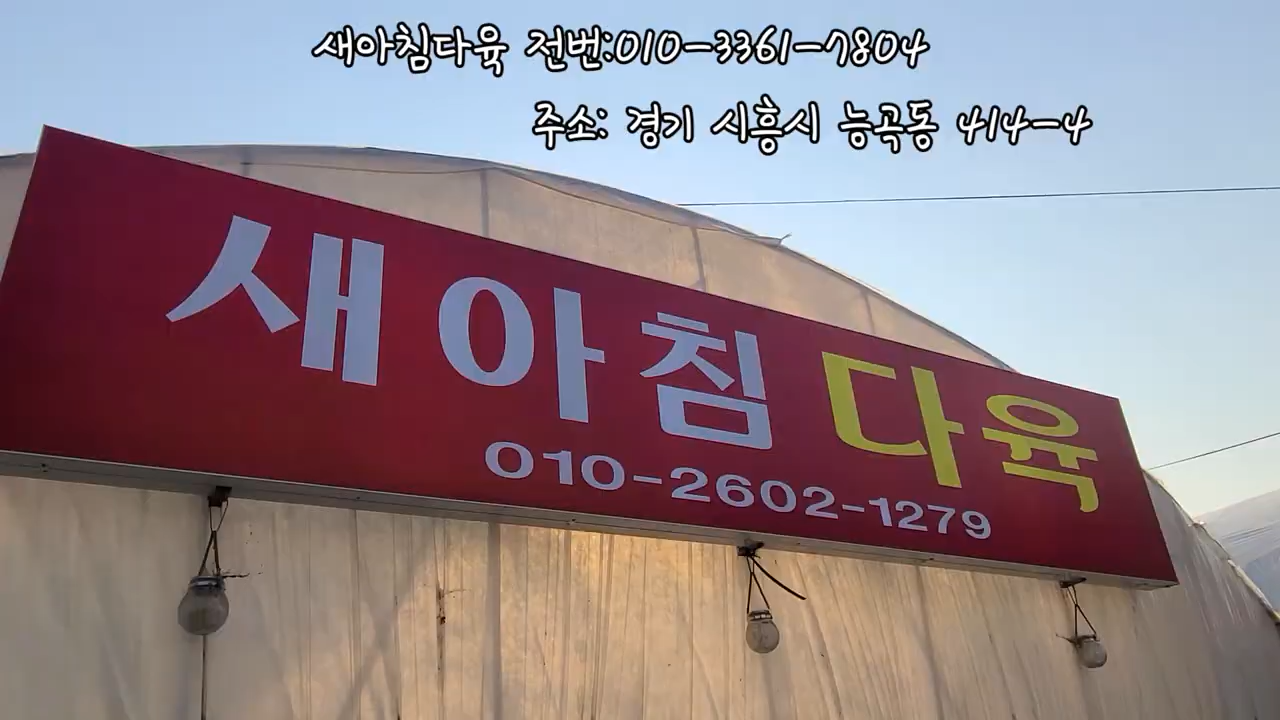 새아침다육 전번:010-3361-7804
주소: 경기 시흥시 능곡동 414-4
새아침 다육
010-2602-1279